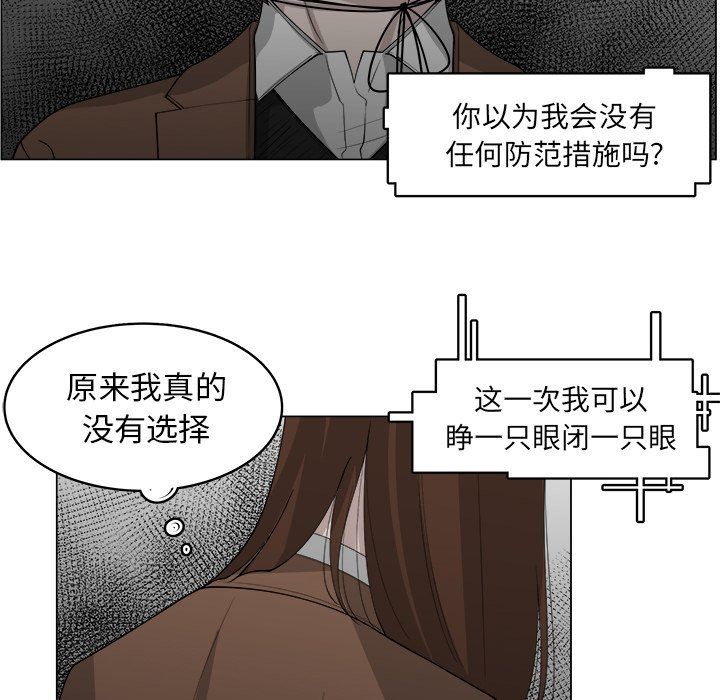 你以为我会没有
任何防范措施吗?
原来我真的
没有选择
这一次我可以
睁一只眼闭一只眼